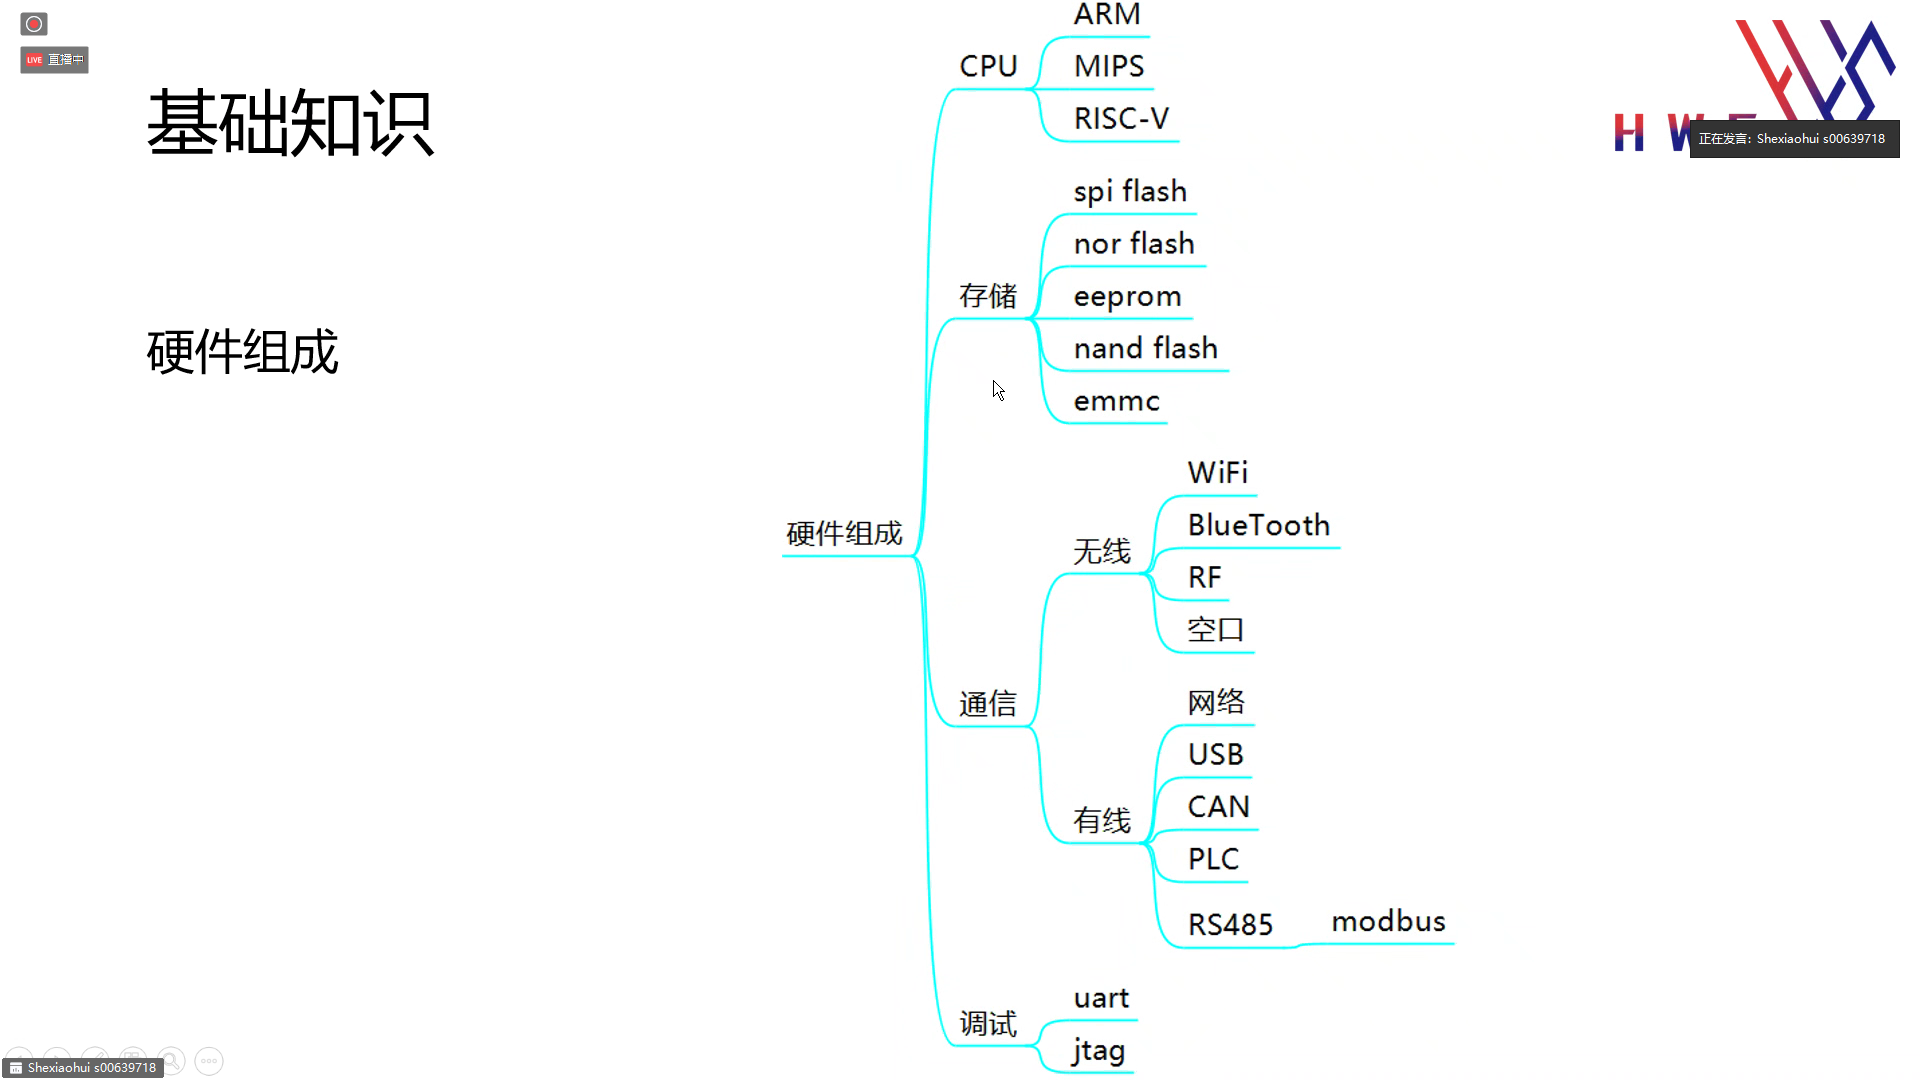 LIVE 直播中
基础知识
硬件组成
硬件组成
CPU
ARM
MIPS
RISC-V
存储
spi flash
nor flash
eeprom
nand flash
emmc
通信
无线
WiFi
BlueTooth
RF
空口
有线
网络
USB
CAN
PLC
RS485
modbus
调试
uart
jtag
H W
正在发言: Shexiaohui s00639718
Shexiaohui s00639718